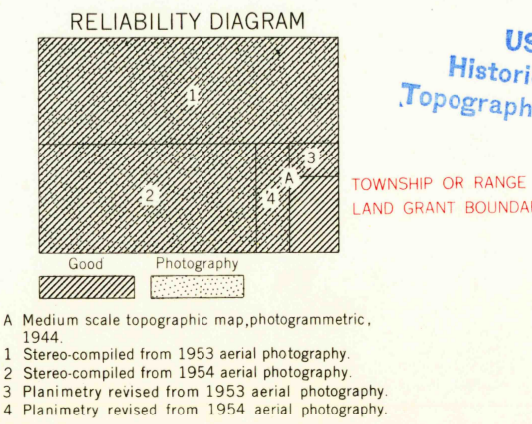 RELIABILITY DIAGRAM
1
2
3
4
A
Good Photography
A Medium scale topographic map,photogrammetric,
1944.
1 Stereo-compiled from 1953 aerial photography.
2 Stereo-compiled from 1954 aerial photography.
3 Planimetry revised from 1953 aerial photography.
4 Planimetry revised from 1954 aerial photography.
US
Histori
Topograph
TOWNSHIP OR RANGE
LAND GRANT BOUNDA